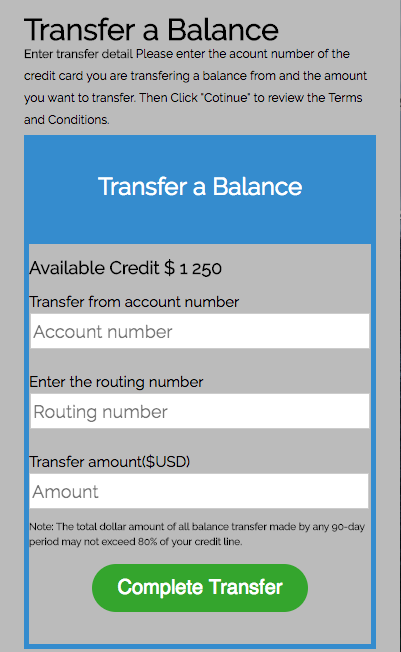 Transfer a Balance
Enter transfer detail Please enter the acount number of the
credit card you are transfering a balance from and the amount
you want to transfer. Then Click "Cotinue" to review the Terms
and Conditions.
Transfer a Balance
Available Credit $ 1 250
Transfer from account number
Account number
Enter the routing number
Routing number
Transfer amount($USD)
Amount
Note: The total dollar amount of all balance transfer made by any 90-day
period may not exceed 80% of your credit line.
Complete Transfer